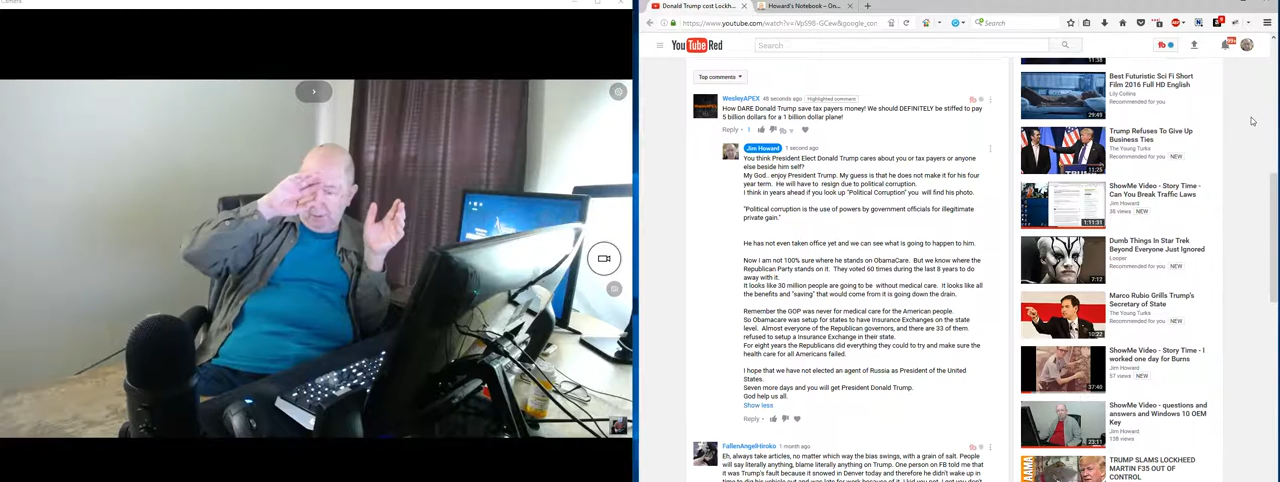 Camera
Donald Trump cost Lockh...
Howard's Notebook – On...
https://www.youtube.com/watch?v=iVpS98-GCew&google_con
Search
YouTube Red
Search...
99+
Top comments
WesleyAPEX 48 seconds ago Highlighted comment
How DARE Donald Trump save tax payers money! We should DEFINITELY be stiffed to pay
5 billion dollars for a 1 billion dollar plane!
Reply · 1
Jim Howard 1 second ago
You think President Elect Donald Trump cares about you or tax payers or anyone
else beside him self?
My God.. enjoy President Trump. My guess is that he does not make it for his four
year term. He will have to resign due to political corruption.
I think in years ahead if you look up "Political Corruption" you will find his photo.
"Political corruption is the use of powers by government officials for illegitimate
private gain."
He has not even taken office yet and we can see what is going to happen to him.
Now I am not 100% sure where he stands on ObamaCare. But we know where the
Republican Party stands on it. They voted 60 times during the last 8 years to do
away with it.
It looks like 30 million people are going to be without medical care. It looks like all
the benefits and "saving" that would come from it is going down the drain.
Remember the GOP was never for medical care for the American people.
So Obamacare was setup for states to have Insurance Exchanges on the state
level. Almost everyone of the Republican governors, and there are 33 of them.
refused to setup a Insurance Exchange in their state.
For eight years the Republicans did everything they could to try and make sure the
health care for all Americans failed.
I hope that we have not elected an agent of Russia as President of the United
States.
Seven more days and you will get President Donald Trump.
God help us all.
Show less
Reply ·
FallenAngelHiroko 1 month ago
Eh, always take articles, no matter which way the bias swings, with a grain of salt. People
will say literally anything, blame literally anything on Trump. One person on FB told me that
it was Trump's fault because it snowed in Denver today and therefore he didn't wake up in
11:38
Best Futuristic Sci Fi Short
Film 2016 Full HD English
Lily Collins
Recommended for you
29:49
Trump Refuses To Give Up
Business Ties
The Young Turks
Recommended for you NEW
11:25
ShowMe Video - Story Time -
Can You Break Traffic Laws
Jim Howard
38 views NEW
1:11:31
Dumb Things In Star Trek
Beyond Everyone Just Ignored
Looper
Recommended for you NEW
7:12
Marco Rubio Grills Trump's
Secretary of State
The Young Turks
Recommended for you NEW
10:22
ShowMe Video - Story Time - I
worked one day for Burns
Jim Howard
57 views NEW
37:40
ShowMe Video - questions and
answers and Windows 10 OEM
Key
Jim Howard
138 views
23:11
TRUMP SLAMS LOCKHEED
MARTIN F35 OUT OF
CONTROL